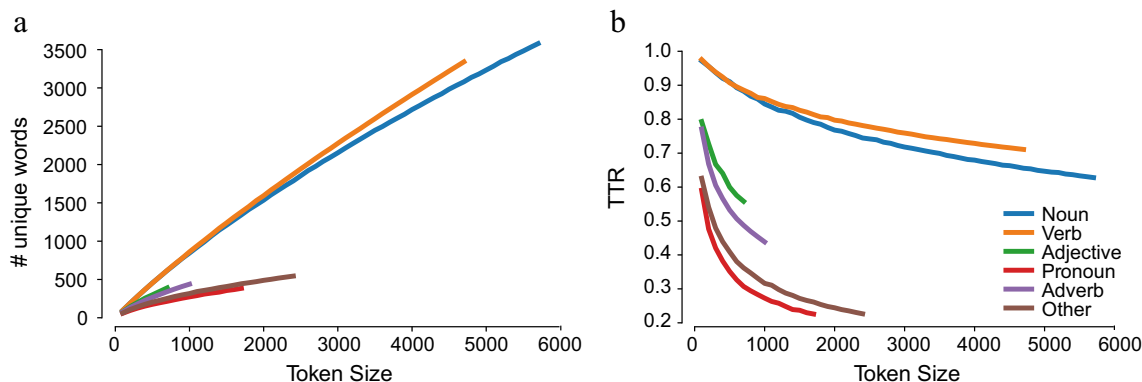 a
# unique words
3500
3000
2500
2000
1500
1000
500
0
0 1000 2000 3000 4000 5000 6000
Token Size
b
TTR
1.0
0.9
0.8
0.7
0.6
0.5
0.4
0.3
0.2
Noun
Verb
Adjective
Pronoun
Adverb
Other
0 1000 2000 3000 4000 5000 6000
Token Size